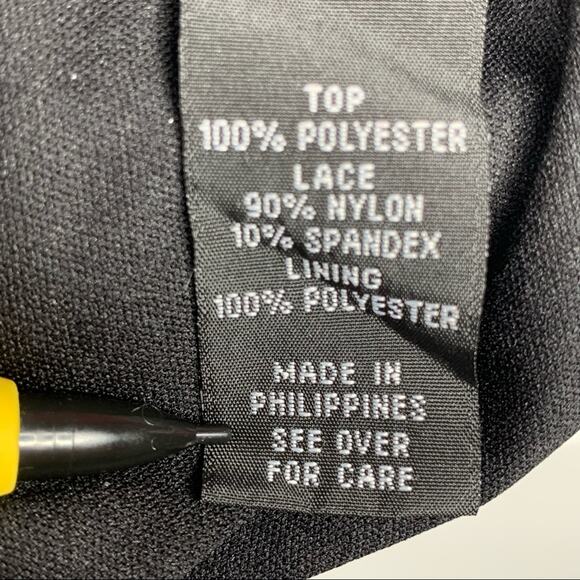 TOP
100% POLYESTER
LACE
90% NYLON
10% SPANDEX
LINING
100% POLYESTER
MADE IN
PHILIPPINES
SEE OVER
FOR CARE